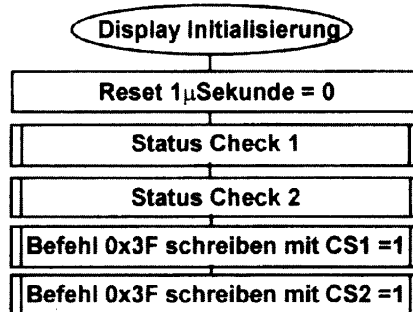 Display Initialisierung
Reset 1µSekunde = 0
Status Check 1
Status Check 2
Befehl 0x3F schreiben mit CS1 =1
Befehl 0x3F schreiben mit CS2 =1